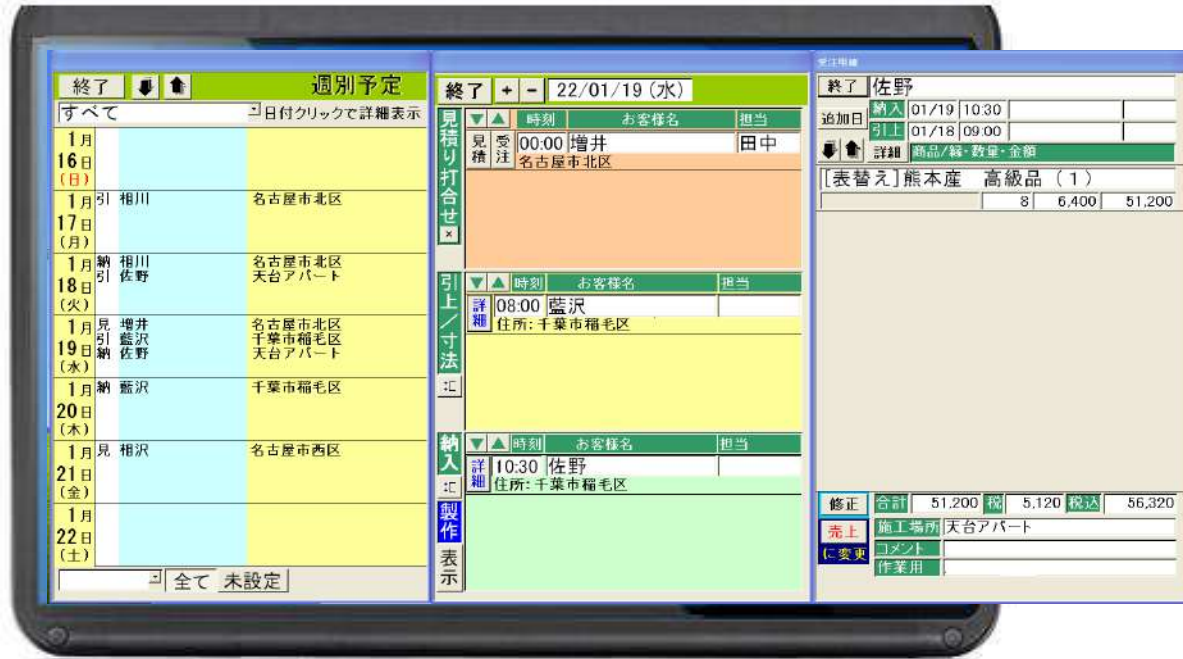 終了 週別予定
すべて 日付クリックで詳細表示
1月
16日
(日)
1月 引 相川 名古屋市北区
17日
(月)
1月 納 相川 名古屋市北区
18日 引 佐野 天台アパート
(火)
1月 見 増井 名古屋市北区
19日 引 藍沢 千葉市稲毛区
(水) 納 佐野 天台アパート
1月 納 藍沢 千葉市稲毛区
20日
(木)
1月 見 相沢 名古屋市西区
21日
(金)
1月
22日
(土)
全て 未設定
終了 + - 22/01/19 (水)
見積り打合せ
×
▼ ▲ 時刻 お客様名 担当
見積 受注 00:00 増井 田中
名古屋市北区
引上/寸法
▼ ▲ 時刻 お客様名 担当
詳細 08:00 藍沢
住所:千葉市稲毛区
納入
▼ ▲ 時刻 お客様名 担当
詳細 10:30 佐野
住所:千葉市稲毛区
製作
表示
受注明細
終了 佐野
追加日 納入 01/19 10:30
引上 01/18 09:00
詳細 商品/縁・数量・金額
[表替え]熊本産 高級品(1)
8 6,400 51,200
修正 合計 51,200 税 5,120 税込 56,320
売上 施工場所 天台アパート
に変更 コメント
作業用